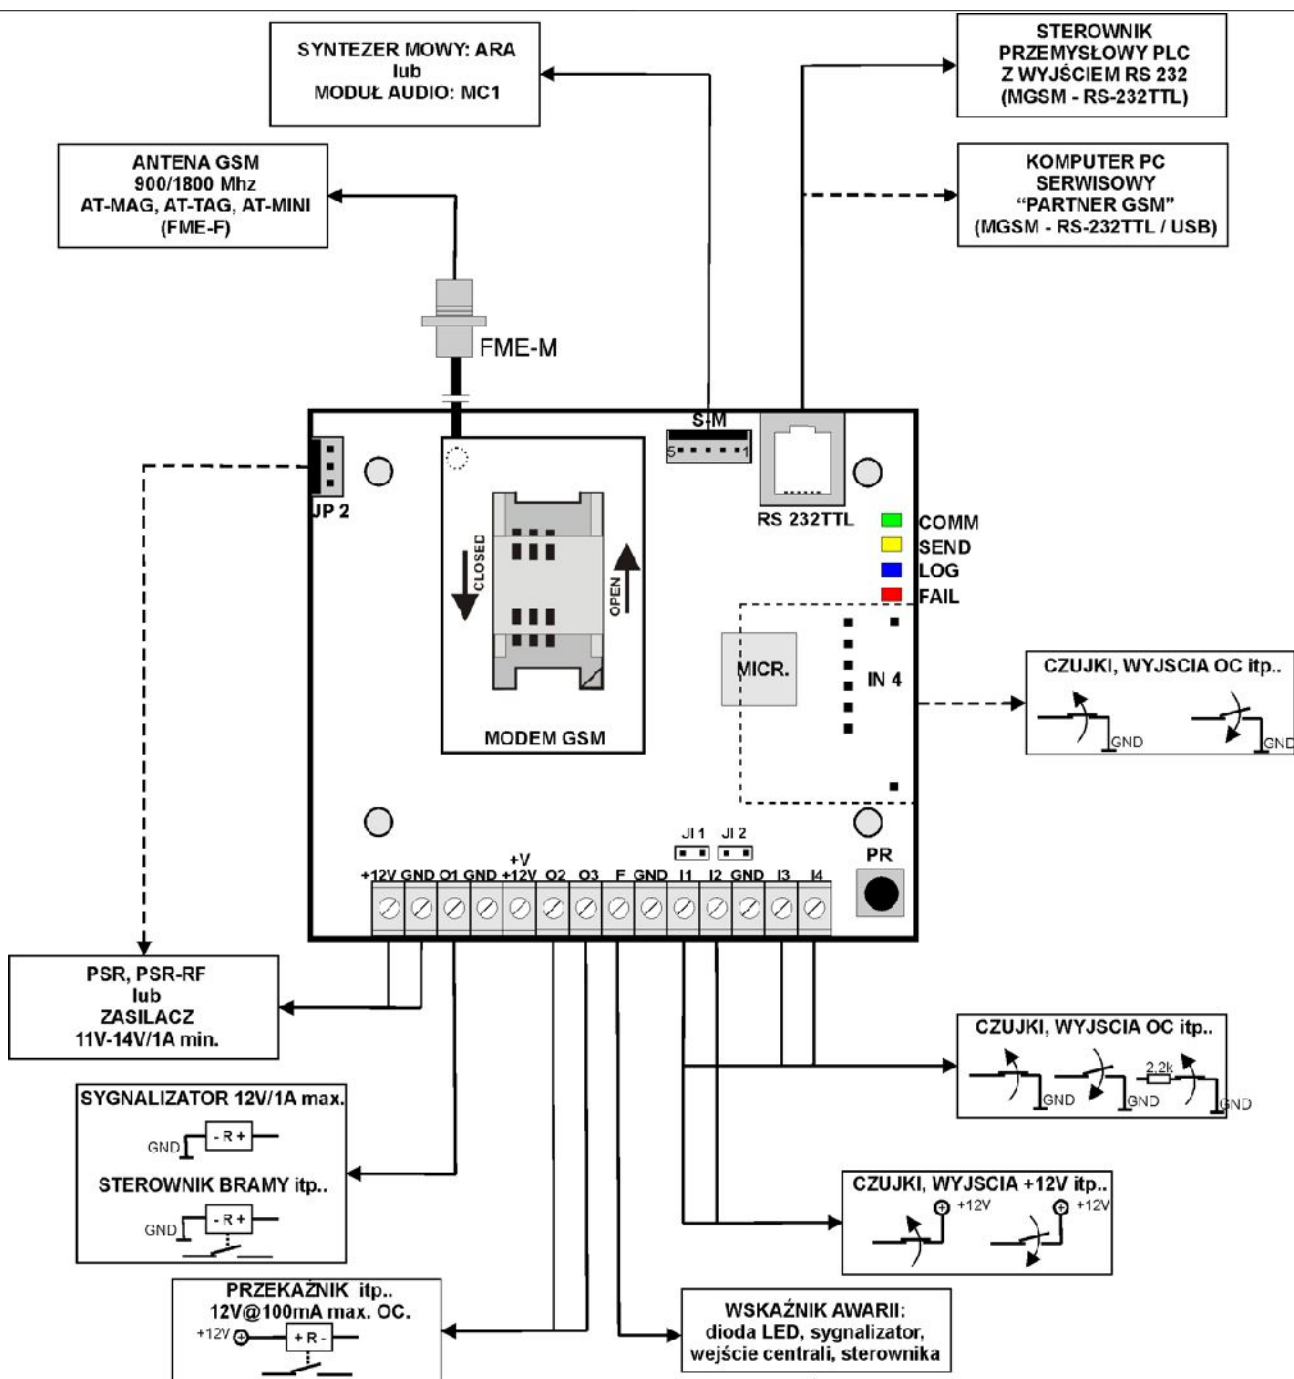 SYNTEZER MOWY: ARA
lub
MODUŁ AUDIO: MC1
STEROWNIK
PRZEMYSŁOWY PLC
Z WYJŚCIEM RS 232
(MGSM - RS-232TTL)
ANTENA GSM
900/1800 Mhz
AT-MAG, AT-TAG, AT-MINI
(FME-F)
KOMPUTER PC
SERWISOWY
“PARTNER GSM”
(MGSM - RS-232TTL / USB)
FME-M
S-M
5 1
JP 2
RS 232TTL
COMM
SEND
LOG
FAIL
CLOSED
OPEN
MICR.
IN 4
MODEM GSM
CZUJKI, WYJSCIA OC itp..
GND GND
JI 1 JI 2
PR
+V
+12V GND O1 GND +12V O2 O3 F GND I1 I2 GND I3 I4
PSR, PSR-RF
lub
ZASILACZ
11V-14V/1A min.
CZUJKI, WYJSCIA OC itp..
2.2k
GND GND GND
SYGNALIZATOR 12V/1A max.
- R +
GND
STEROWNIK BRAMY itp..
- R +
GND
CZUJKI, WYJSCIA +12V itp..
+12V +12V
PRZEKAŹNIK itp..
12V@100mA max. OC.
+12V + R -
WSKAŹNIK AWARII:
dioda LED, sygnalizator,
wejście centrali, sterownika